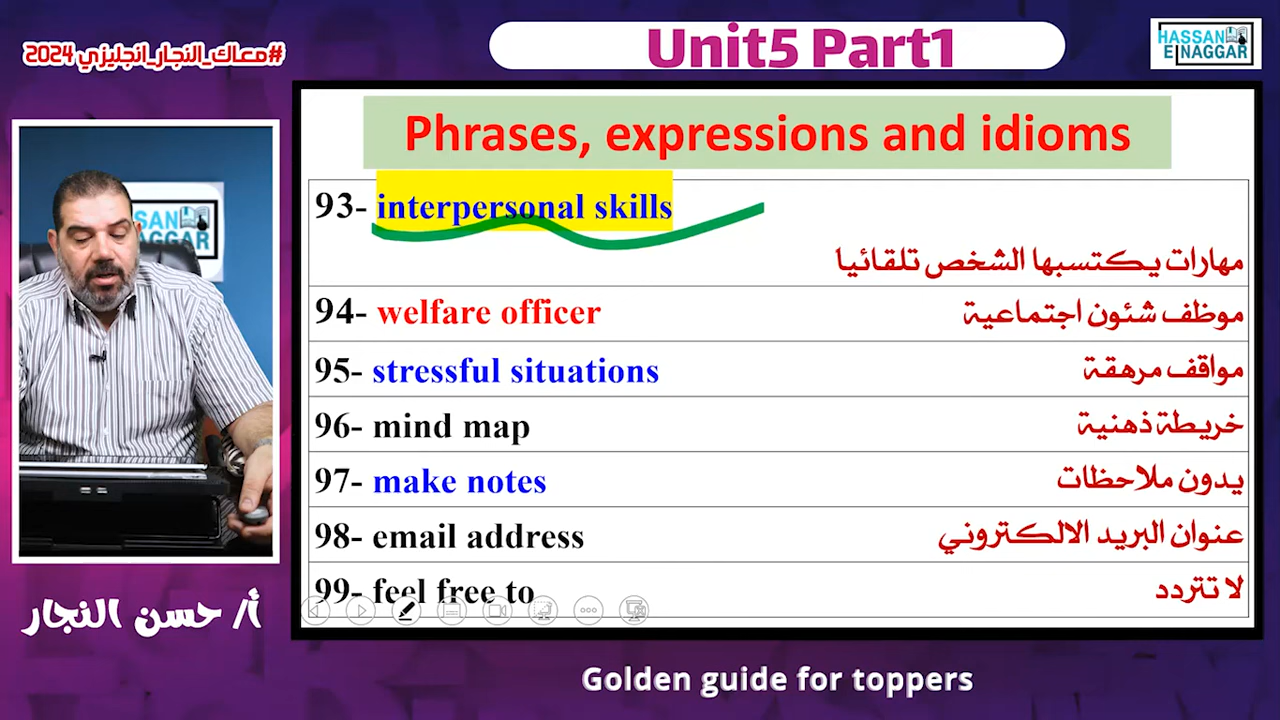 #معاك_النجار_انجليزي 2024
Unit5 Part1
HASSAN
ElNAGGAR
Phrases, expressions and idioms
93- interpersonal skills
مهارات يكتسبها الشخص تلقائيا
94- welfare officer موظف شئون اجتماعية
95- stressful situations مواقف مرهقة
96- mind map خريطة ذهنية
97- make notes يدون ملاحظات
98- email address عنوان البريد الالكتروني
99- feel free to لا تتردد
أ/ حسن النجار
Golden guide for toppers